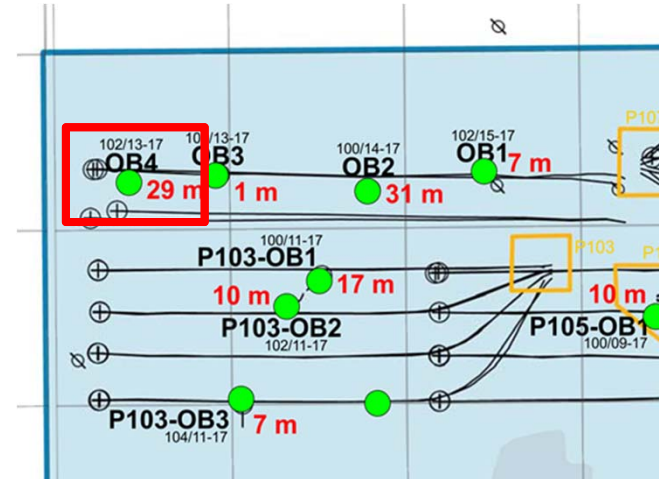 P10
102/13-17
/13-17
102/15-17
100/14-17
OB4
OB3
OB2
OB1
7 m
29 m
1 m
31 m
100/11-17
P103-OB1
P103
P1
17 m
10 m
10 m
P103-OB2
102/11-17
P105-OB1
100/09-17
P103-OB3
104/11-17
7 m